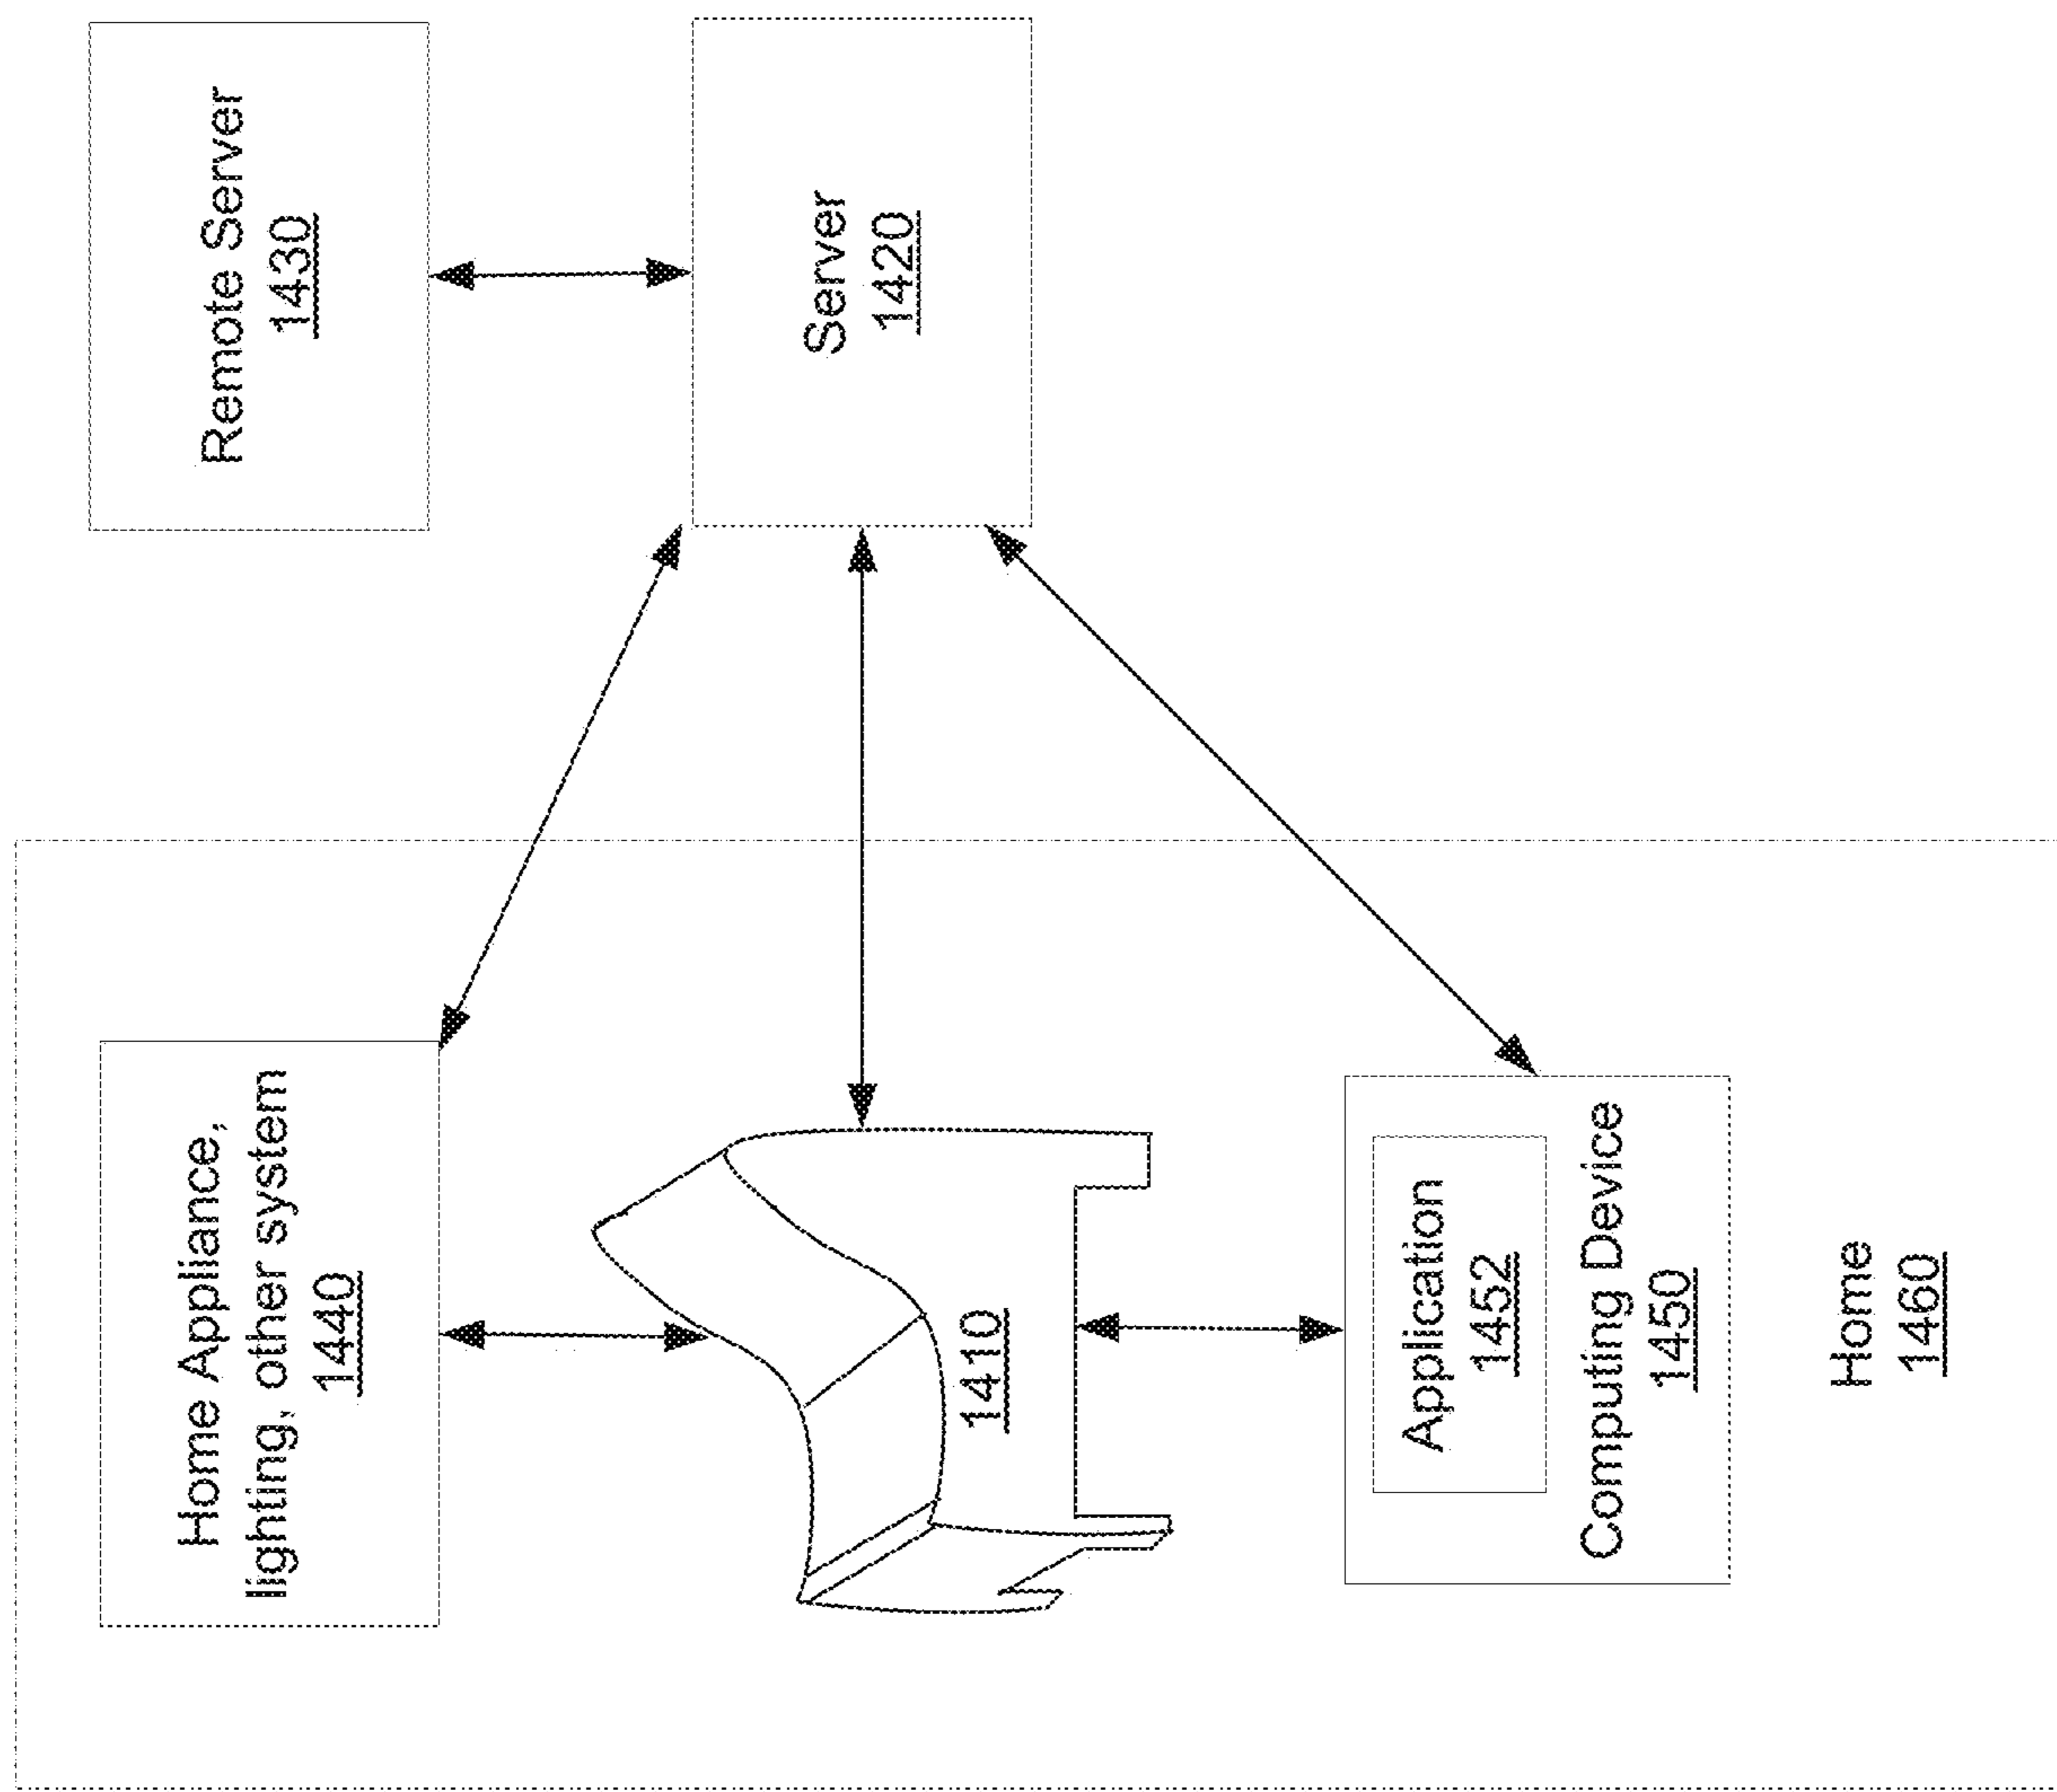 Remote Server
1430
Server
1420
Home Appliance,
lighting, other system
1440
1410
Application
1452
Computing Device
1450
Home
1460